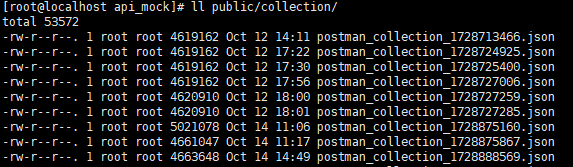 [root@localhost api_mock]# ll public/collection/
total 53572
-rw-r--r--. 1 root root 4619162 Oct 12 14:11 postman_collection_1728713466.json
-rw-r--r--. 1 root root 4619162 Oct 12 17:22 postman_collection_1728724925.json
-rw-r--r--. 1 root root 4619162 Oct 12 17:30 postman_collection_1728725400.json
-rw-r--r--. 1 root root 4619162 Oct 12 17:56 postman_collection_1728727006.json
-rw-r--r--. 1 root root 4620910 Oct 12 18:00 postman_collection_1728727259.json
-rw-r--r--. 1 root root 4620910 Oct 12 18:01 postman_collection_1728727285.json
-rw-r--r--. 1 root root 5021078 Oct 14 11:06 postman_collection_1728875160.json
-rw-r--r--. 1 root root 4661047 Oct 14 11:17 postman_collection_1728875867.json
-rw-r--r--. 1 root root 4663648 Oct 14 14:49 postman_collection_1728888569.json